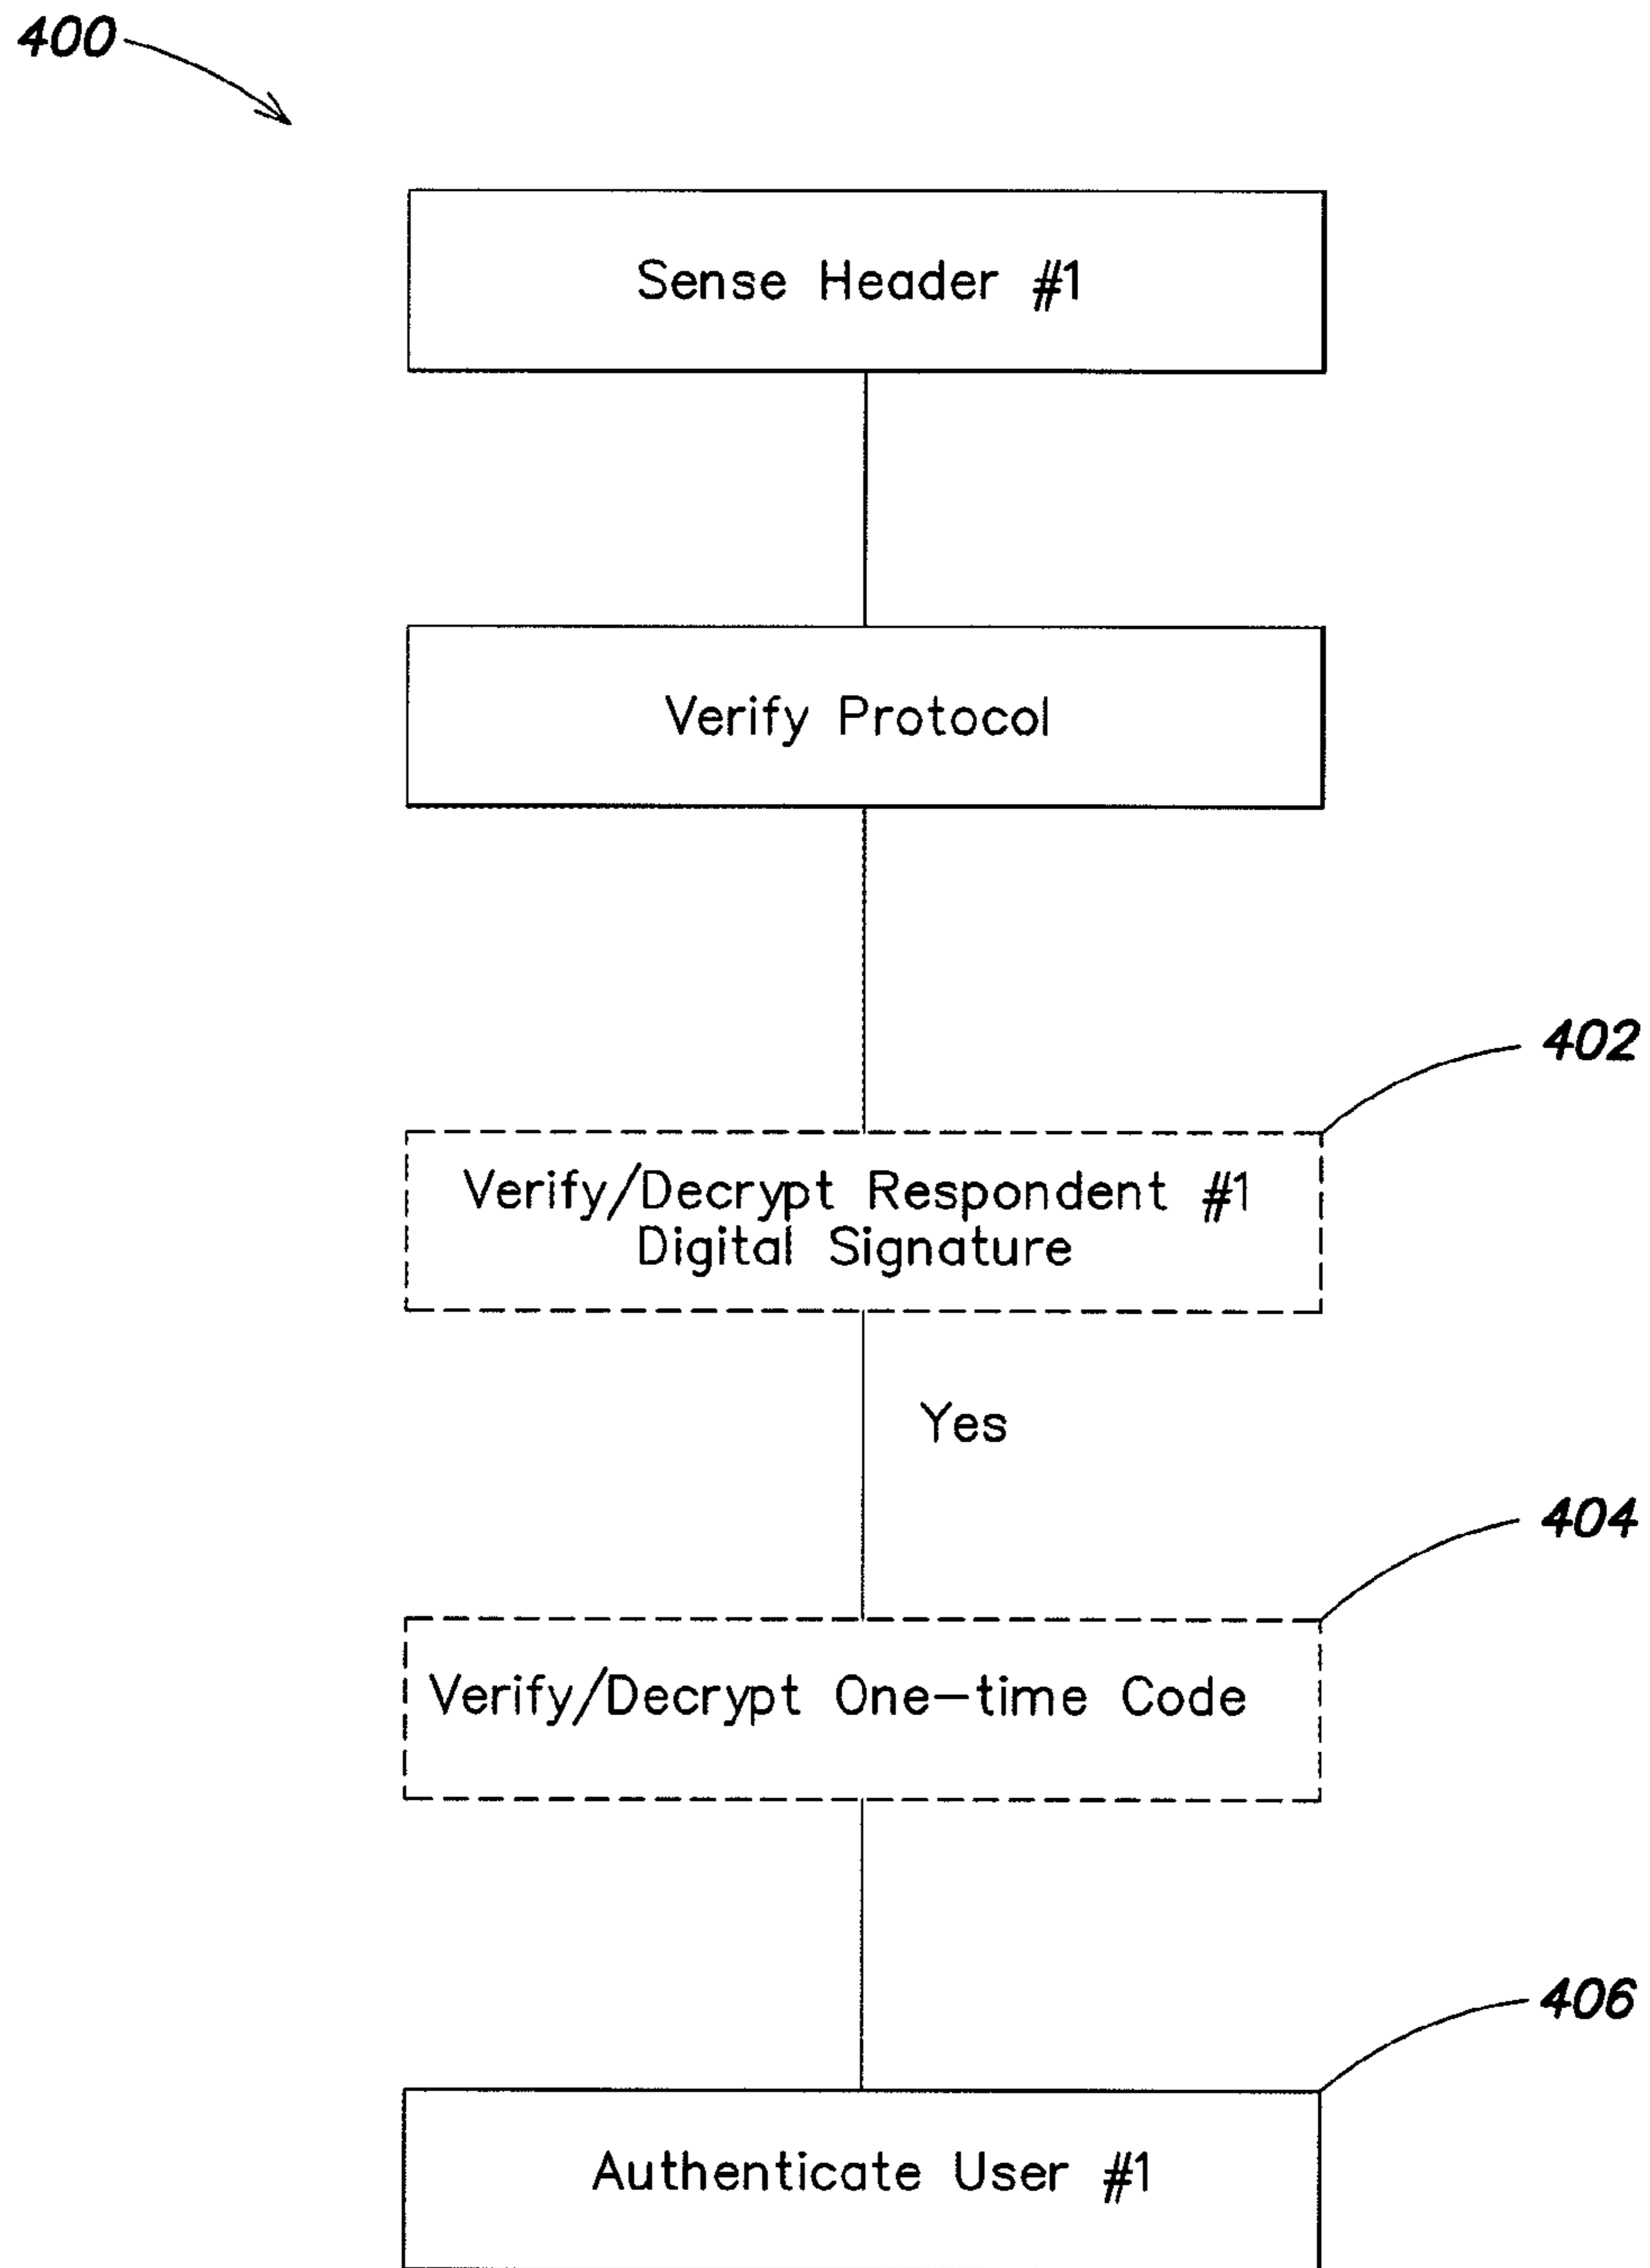 400
Sense Header #1
Verify Protocol
402
Verify/Decrypt Respondent #1
Digital Signature
Yes
404
Verify/Decrypt One-time Code
406
Authenticate User #1